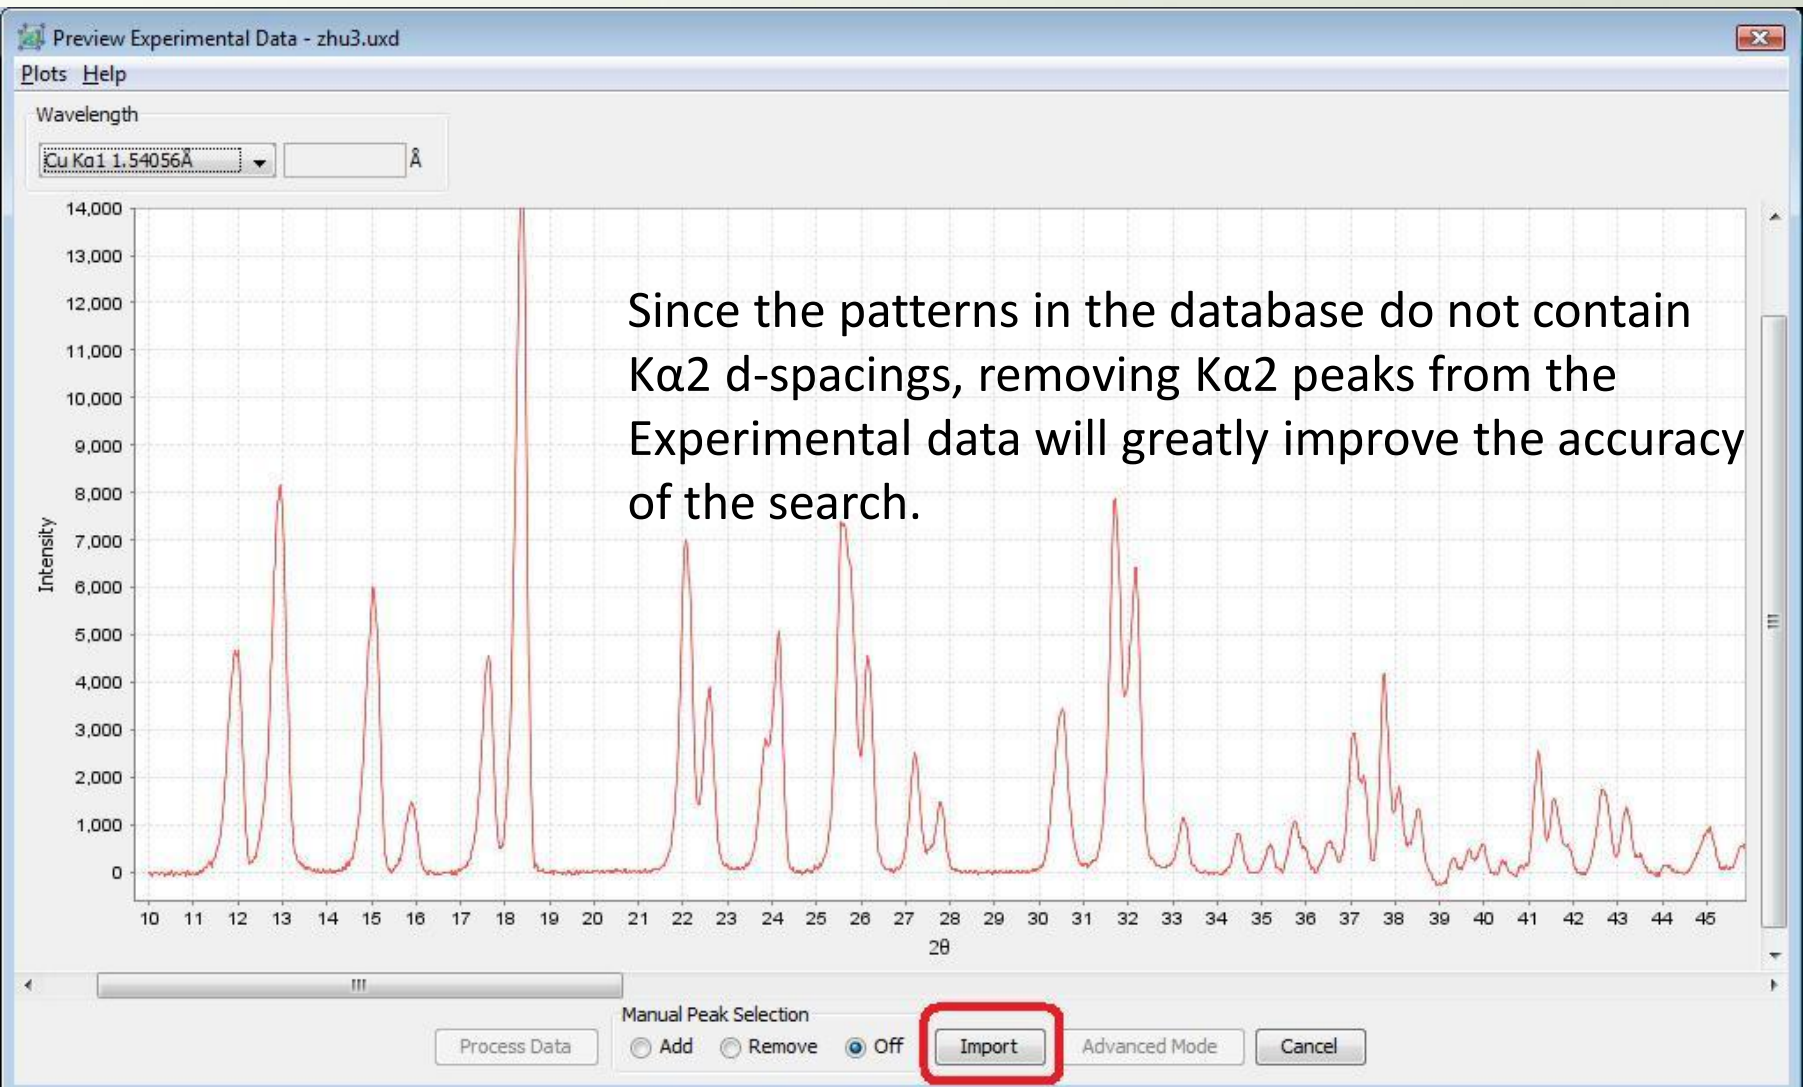 Preview Experimental Data - zhu3.uxd
Plots Help
Wavelength
Cu Kα1 1.54056Å
Å
14,000
13,000
12,000
11,000
10,000
9,000
8,000
7,000
6,000
5,000
4,000
3,000
2,000
1,000
0
Intensity
Since the patterns in the database do not contain
Kα2 d-spacings, removing Kα2 peaks from the
Experimental data will greatly improve the accuracy
of the search.
10 11 12 13 14 15 16 17 18 19 20 21 22 23 24 25 26 27 28 29 30 31 32 33 34 35 36 37 38 39 40 41 42 43 44 45
2θ
Manual Peak Selection
Process Data Add Remove Off Import Advanced Mode Cancel